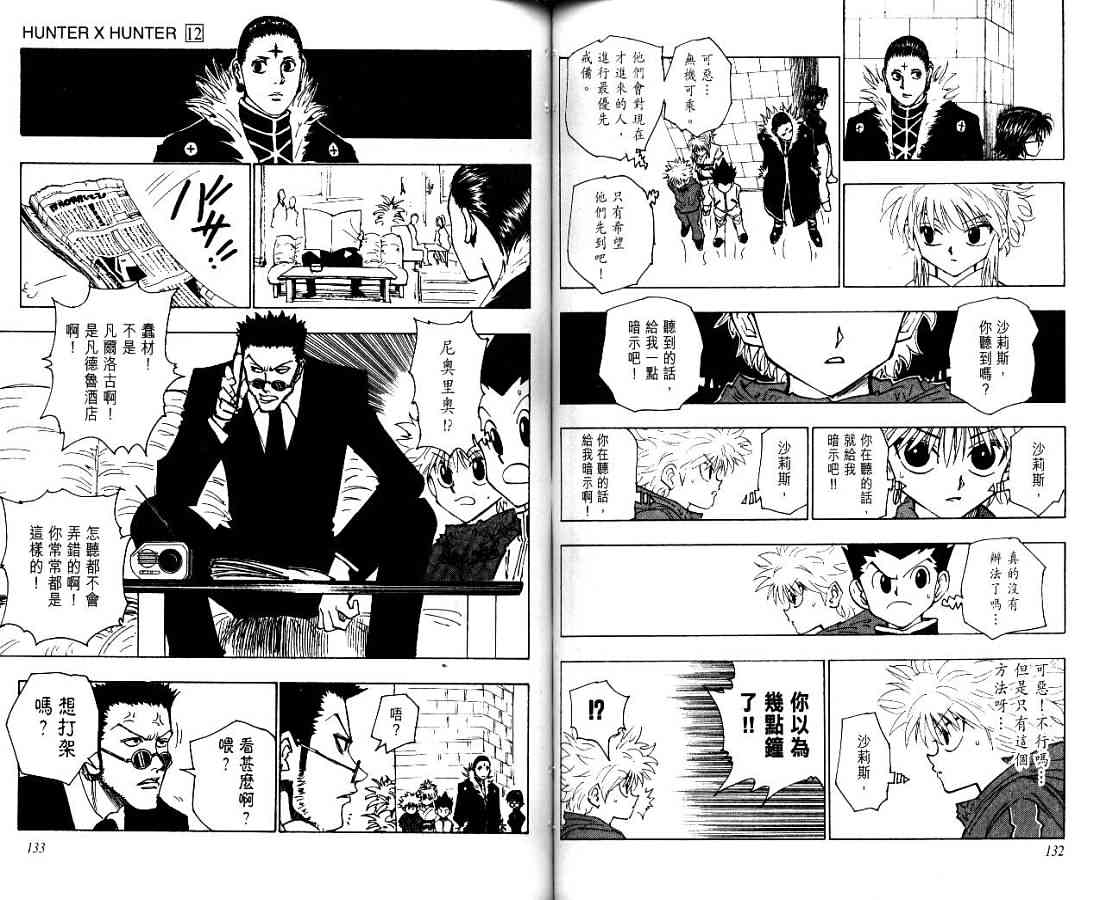 HUNTER X HUNTER 12
可惡…
無機可乘。
他們會對現在
才進來的人，
進行最優先
戒備。
只有希望
他們先到吧！
沙莉斯，
你聽到嗎？
聽到的話，
給我一點
暗示吧！
沙莉斯，
你在聽的話，
就給我
暗示吧!!
沙莉斯，
你在聽的話，
給我暗示啊！
真的沒有
辦法了嗎…
可惡！不行嗎…
但是只有這個
方法呀…
沙莉斯，
你以為
幾點鐘
了!!
!?
132
バサ!!
尼奧里奧!?
蠢材！
不是
凡爾洛古啊！
是凡德魯酒店
啊！
怎聽都不會
弄錯的啊！
你常常都是
這樣的！
唔？
看甚麼啊？
喂？
想打架
嗎？
133